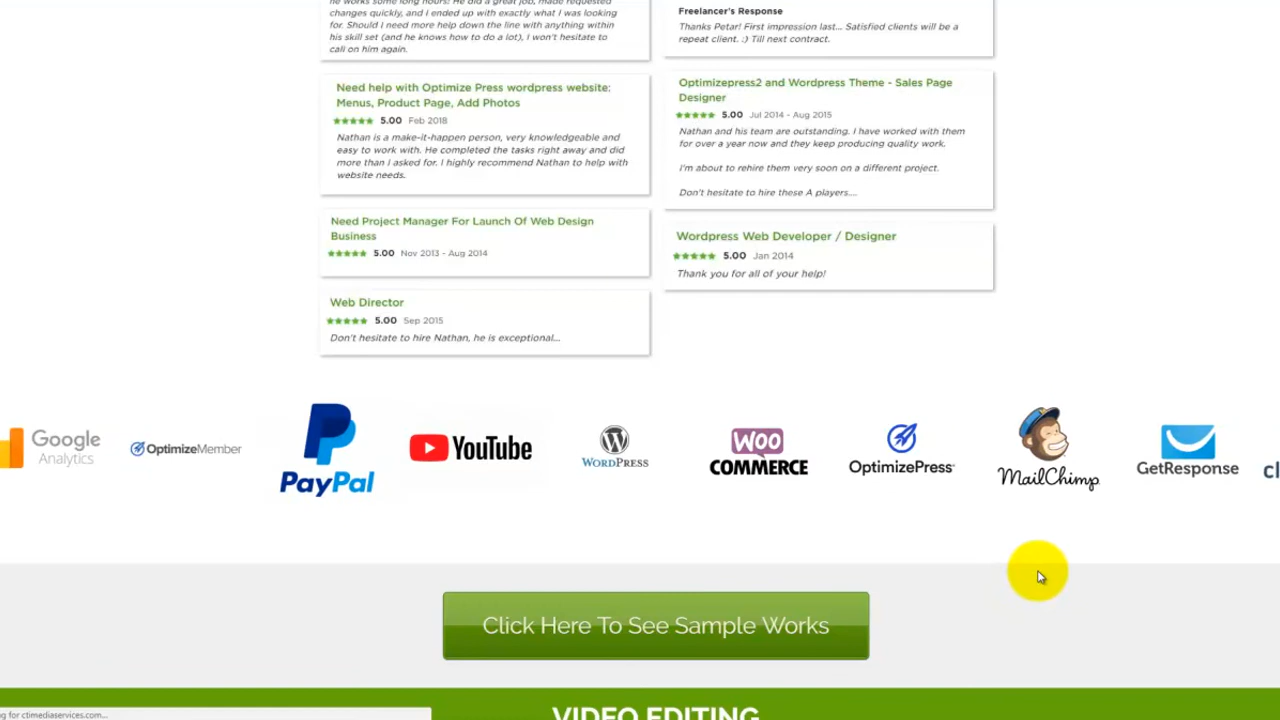 he works some long hours! He did a great job, made requested
changes quickly, and I ended up with exactly what I was looking
for. Should I need more help down the line with anything within
his skill set (and he knows how to do a lot), I won't hesitate to
call on him again.
Need help with Optimize Press wordpress website:
Menus, Product Page, Add Photos
5.00 Feb 2018
Nathan is a make-it-happen person, very knowledgeable and
easy to work with. He completed the tasks right away and did
more than I asked for. I highly recommend Nathan to help with
website needs.
Need Project Manager For Launch Of Web Design
Business
5.00 Nov 2013 - Aug 2014
Web Director
5.00 Sep 2015
Don't hesitate to hire Nathan, he is exceptional...
Freelancer's Response
Thanks Petar! First impression last... Satisfied clients will be a
repeat client. :) Till next contract.
Optimizepress2 and Wordpress Theme - Sales Page
Designer
5.00 Jul 2014 - Aug 2015
Nathan and his team are outstanding. I have worked with them
for over a year now and they keep producing quality work.
I'm about to rehire them very soon on a different project.
Don't hesitate to hire these A players....
Wordpress Web Developer / Designer
5.00 Jan 2014
Thank you for all of your help!
Google
Analytics
OptimizeMember
PayPal
YouTube
WORDPRESS
WOO
COMMERCE
OptimizePress
MailChimp
GetResponse
cl
Click Here To See Sample Works
VIDEO EDITING
ng for ctimediaservices.com...